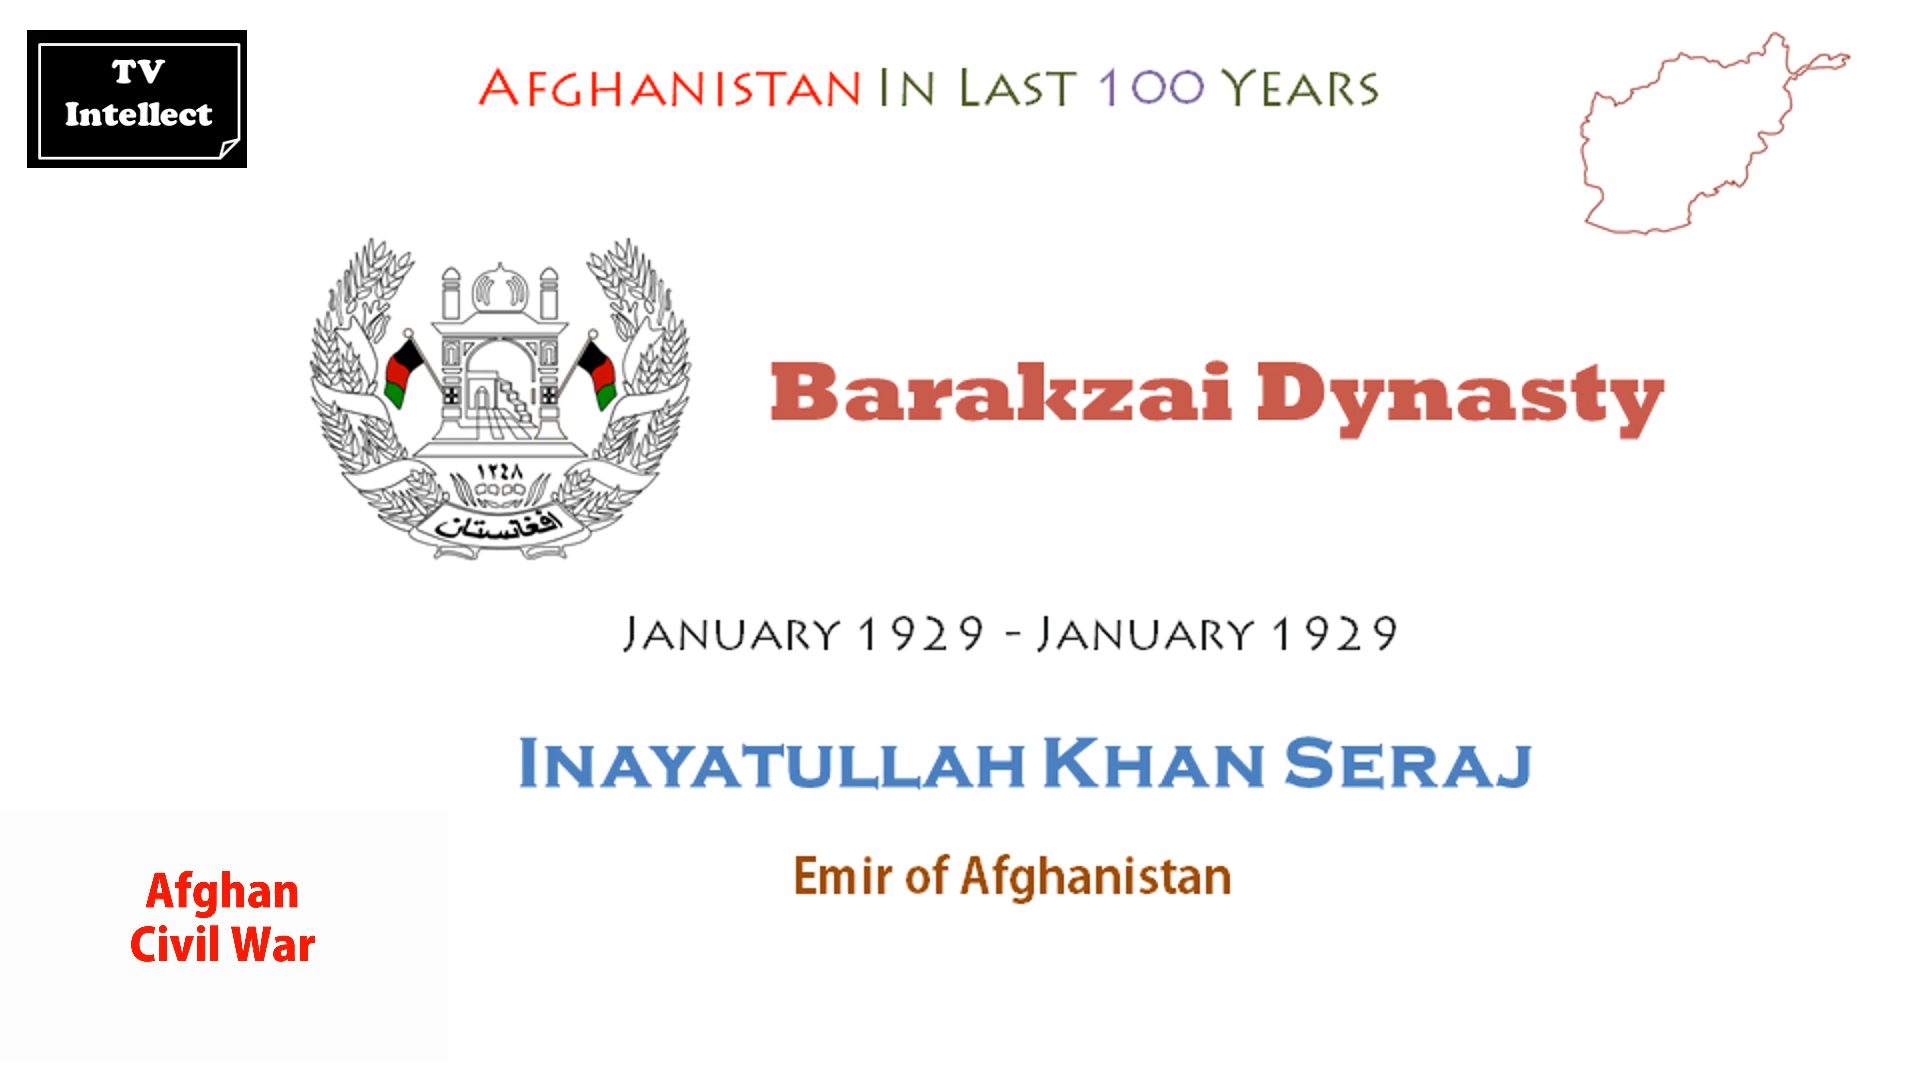 TV
Intellect
Afghanistan In Last 100 Years
Barakzai Dynasty
١٢٤٨
افغانستان
January 1929 - January 1929
Inayatullah Khan Seraj
Emir of Afghanistan
Afghan
Civil War